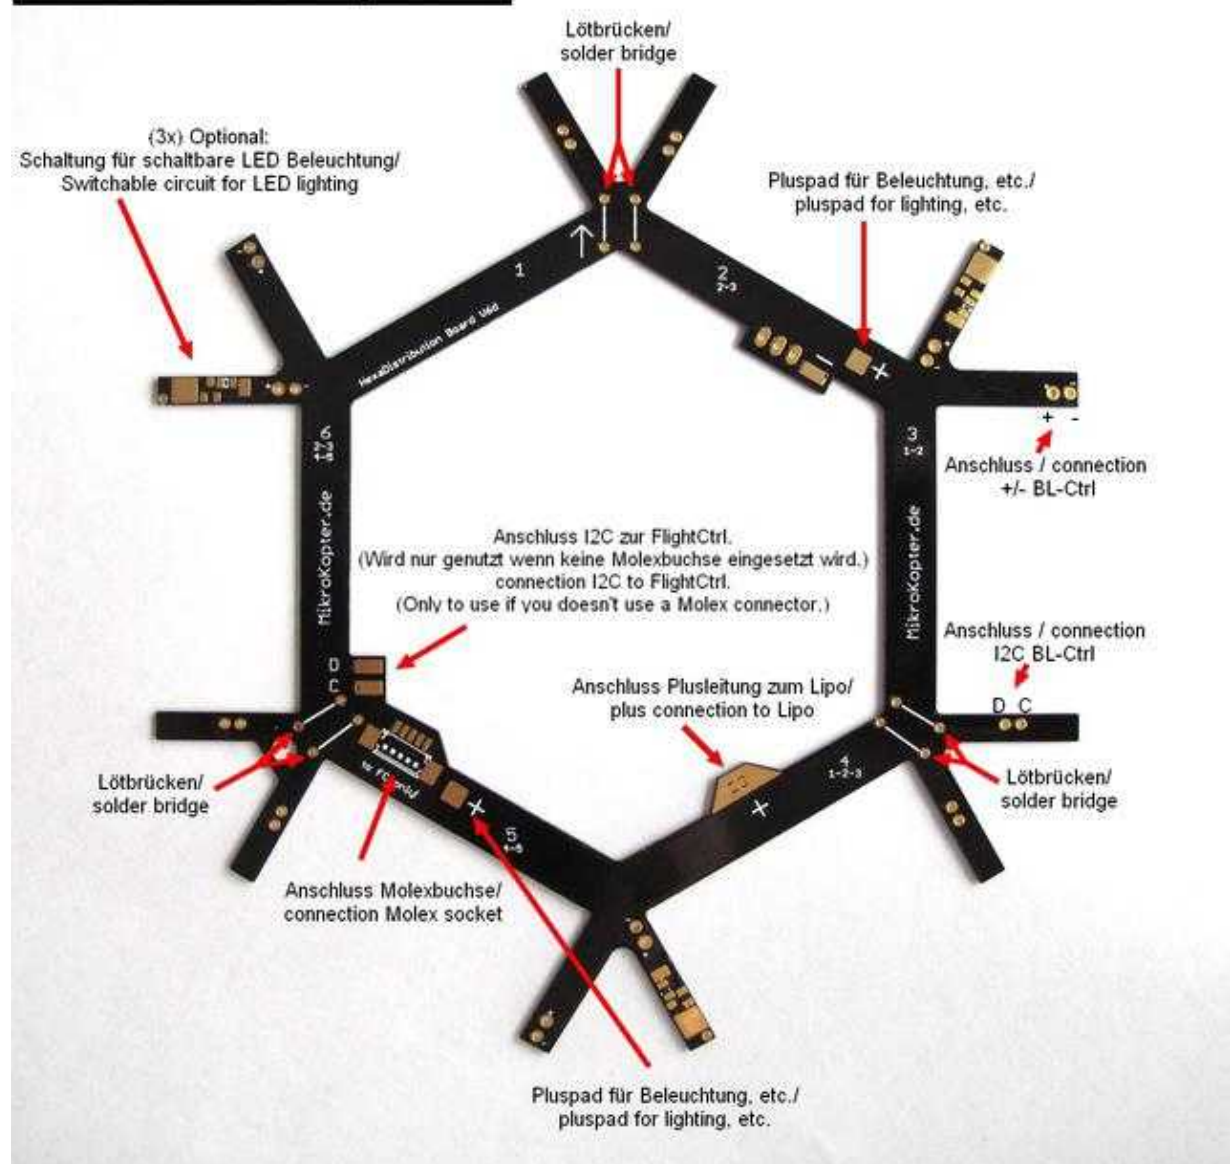 Lötbrücken/
solder bridge
(3x) Optional:
Schaltung für schaltbare LED Beleuchtung/
Switchable circuit for LED lighting
Pluspad für Beleuchtung, etc./
pluspad for lighting, etc.
1
2
2-3
HexaDistribution Board V6d
+ -
Anschluss / connection
+/- BL-Ctrl
3
1-2
6
MikroKopter.de
MikroKopter.de
Anschluss I2C zur FlightCtrl.
(Wird nur genutzt wenn keine Molexbuchse eingesetzt wird.)
connection I2C to FlightCtrl.
(Only to use if you doesn't use a Molex connector.)
Anschluss / connection
I2C BL-Ctrl
D C
D
C
Anschluss Plusleitung zum Lipo/
plus connection to Lipo
Lötbrücken/
solder bridge
to FC
4
1-2-3
Lötbrücken/
solder bridge
5
Anschluss Molexbuchse/
connection Molex socket
Pluspad für Beleuchtung, etc./
pluspad for lighting, etc.